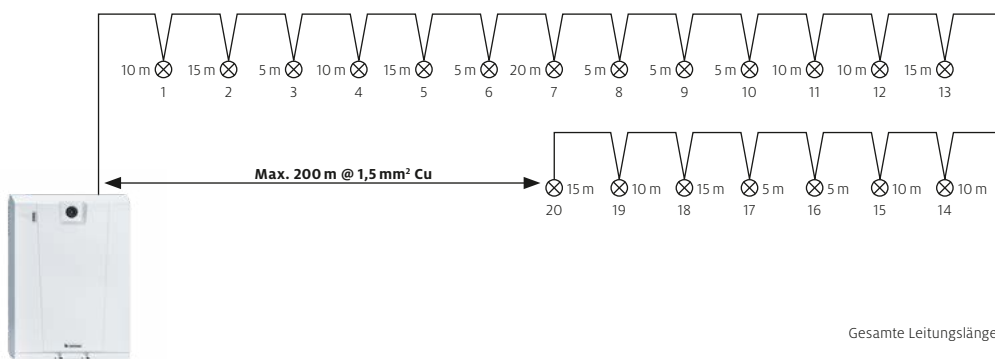 10 m 15 m 5 m 10 m 15 m 5 m 20 m 5 m 5 m 5 m 10 m 10 m 15 m
1 2 3 4 5 6 7 8 9 10 11 12 13
Max. 200 m @ 1,5 mm² Cu
15 m 10 m 15 m 5 m 5 m 10 m 10 m
20 19 18 17 16 15 14
Gesamte Leitungslänge